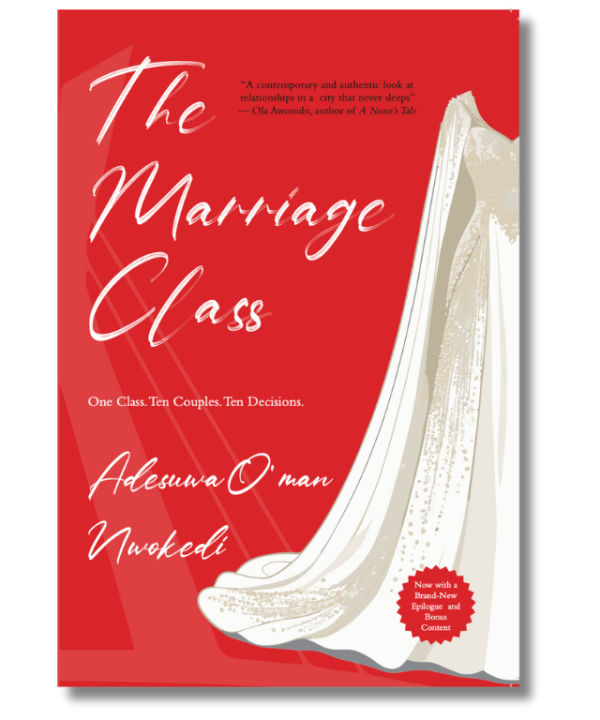 The
"A contemporary and authentic look at
relationships in a city that never sleeps"
— Ola Awonubi, author of A Nurse's Tale
Marriage
Class
One Class. Ten Couples. Ten Decisions.
Adesuwa O'man
Nwokedi
Now with a
Brand-New
Epilogue and
Bonus
Content